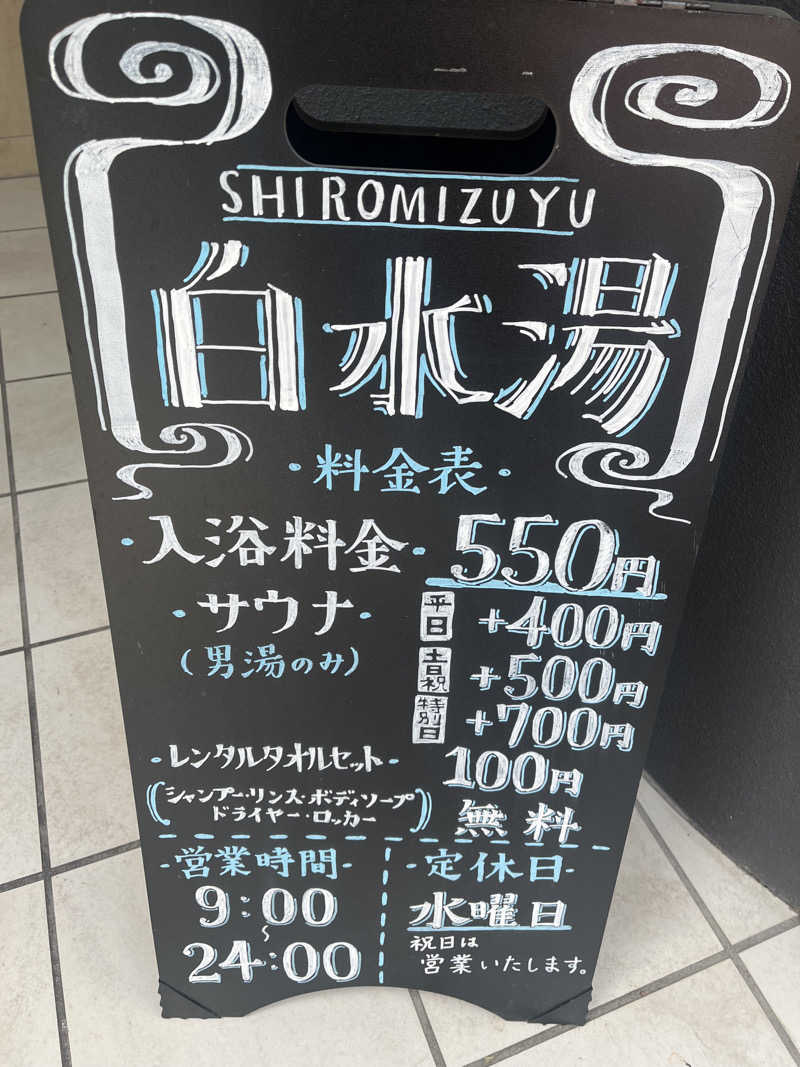 SHIROMIZUYU
白水湯
・料金表・
・入浴料金・ 550円
・サウナ・ 平日 +400円
(男湯のみ) 土日祝 +500円
特別日 +700円
・レンタルタオルセット・ 100円
(シャンプー・リンス・ボディソープ
ドライヤー・ロッカー) 無料
・営業時間・
9:00
~
24:00
・定休日・
水曜日
祝日は
営業いたします。